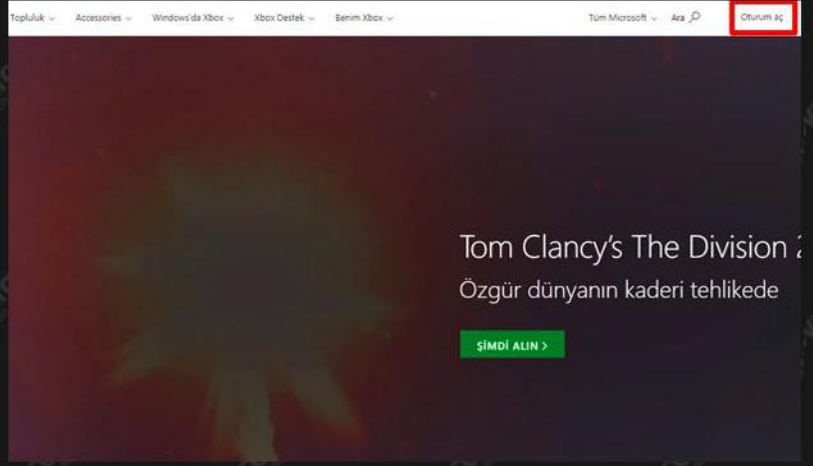 Topluluk Accessories Windows'da Xbox Xbox Destek Benim Xbox Tüm Microsoft Ara Oturum aç
Tom Clancy's The Division 2
Özgür dünyanın kaderi tehlikede
ŞİMDİ ALIN >